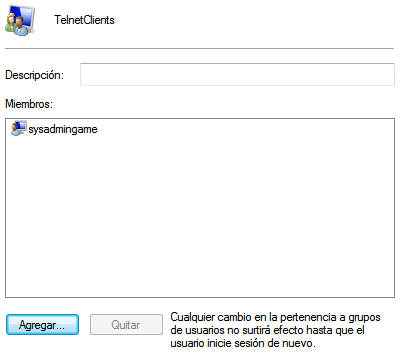 TelnetClients
Descripción:
Miembros:
sysadmingame
Agregar...
Quitar
Cualquier cambio en la pertenencia a grupos
de usuarios no surtirá efecto hasta que el
usuario inicie sesión de nuevo.